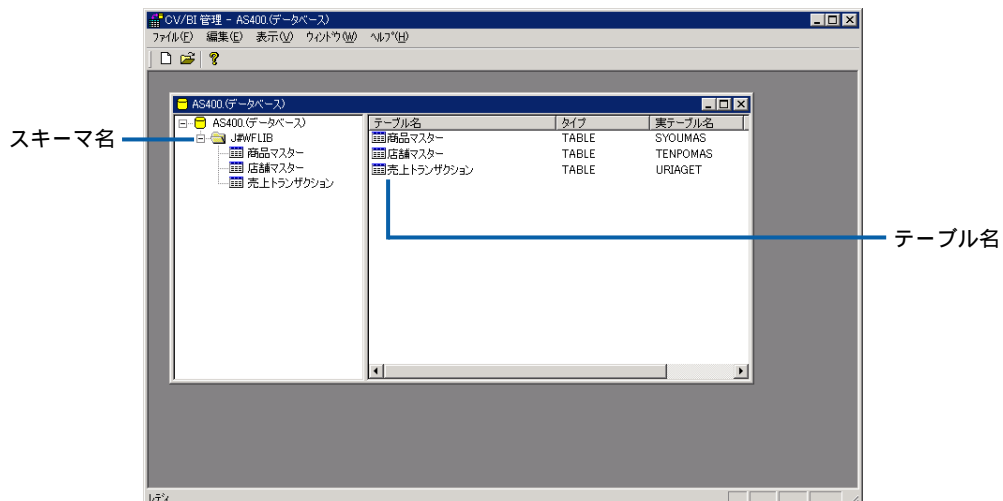 CV/BI 管理 - AS400.(データベース)
ファイル(F) 編集(E) 表示(V) ウィンドウ(W) ヘルプ(H)
AS400.(データベース)
AS400.(データベース)
テーブル名 タイプ 実テーブル名
スキーマ名
J#WFLIB
商品マスター TABLE SYOUMAS
商品マスター
店舗マスター TABLE TENPOMAS
店舗マスター
売上トランザクション TABLE URIAGET
売上トランザクション
テーブル名
レディ